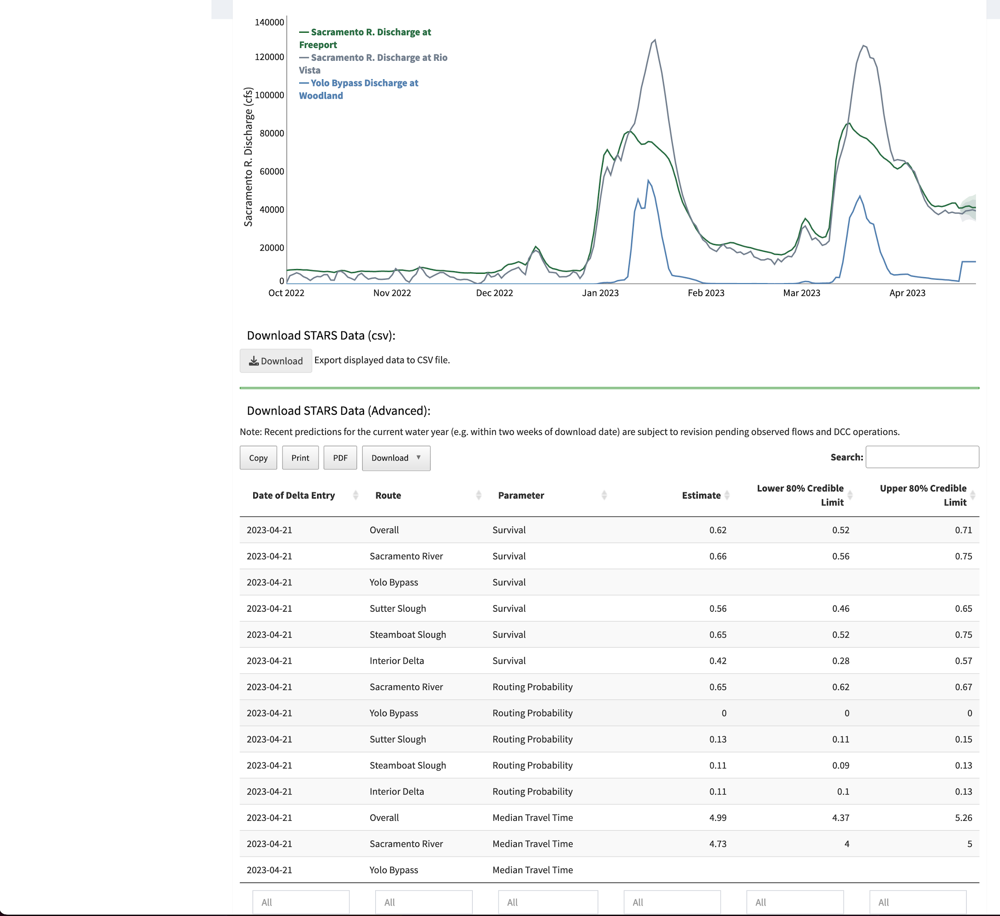 140000
120000
100000
80000
60000
40000
20000
0
Sacramento R. Discharge (cfs)
— Sacramento R. Discharge at
Freeport
— Sacramento R. Discharge at Rio
Vista
— Yolo Bypass Discharge at
Woodland
Oct 2022 Nov 2022 Dec 2022 Jan 2023 Feb 2023 Mar 2023 Apr 2023
Download STARS Data (csv):
Download Export displayed data to CSV file.
Download STARS Data (Advanced):
Note: Recent predictions for the current water year (e.g. within two weeks of download date) are subject to revision pending observed flows and DCC operations.
Copy Print PDF Download ▼ Search:
Date of Delta Entry Route Parameter Estimate Lower 80% Credible Limit Upper 80% Credible Limit
2023-04-21 Overall Survival 0.62 0.52 0.71
2023-04-21 Sacramento River Survival 0.66 0.56 0.75
2023-04-21 Yolo Bypass Survival
2023-04-21 Sutter Slough Survival 0.56 0.46 0.65
2023-04-21 Steamboat Slough Survival 0.65 0.52 0.75
2023-04-21 Interior Delta Survival 0.42 0.28 0.57
2023-04-21 Sacramento River Routing Probability 0.65 0.62 0.67
2023-04-21 Yolo Bypass Routing Probability 0 0 0
2023-04-21 Sutter Slough Routing Probability 0.13 0.11 0.15
2023-04-21 Steamboat Slough Routing Probability 0.11 0.09 0.13
2023-04-21 Interior Delta Routing Probability 0.11 0.1 0.13
2023-04-21 Overall Median Travel Time 4.99 4.37 5.26
2023-04-21 Sacramento River Median Travel Time 4.73 4 5
2023-04-21 Yolo Bypass Median Travel Time
All All All All All All